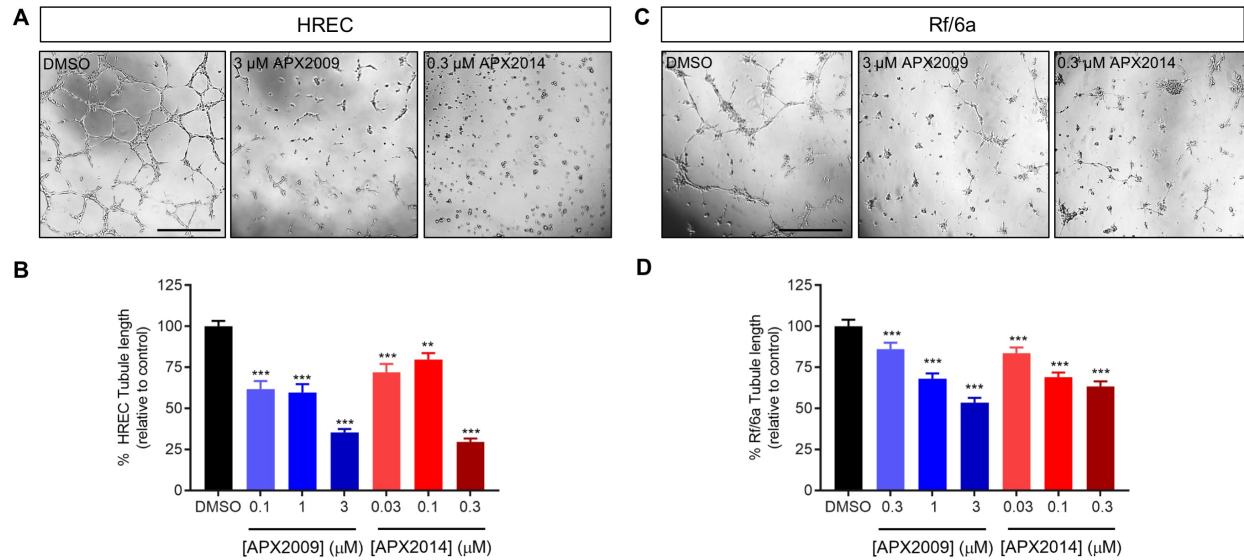 A
HREC
DMSO
3 µM APX2009
0.3 µM APX2014
C
Rf/6a
DMSO
3 µM APX2009
0.3 µM APX2014
B
% HREC Tubule length
(relative to control)
125
100
75
50
25
0
***
***
***
***
**
***
DMSO 0.1 1 3 0.03 0.1 0.3
[APX2009] (µM) [APX2014] (µM)
D
% Rf/6a Tubule length
(relative to control)
125
100
75
50
25
0
***
***
***
***
***
***
DMSO 0.3 1 3 0.03 0.1 0.3
[APX2009] (µM) [APX2014] (µM)